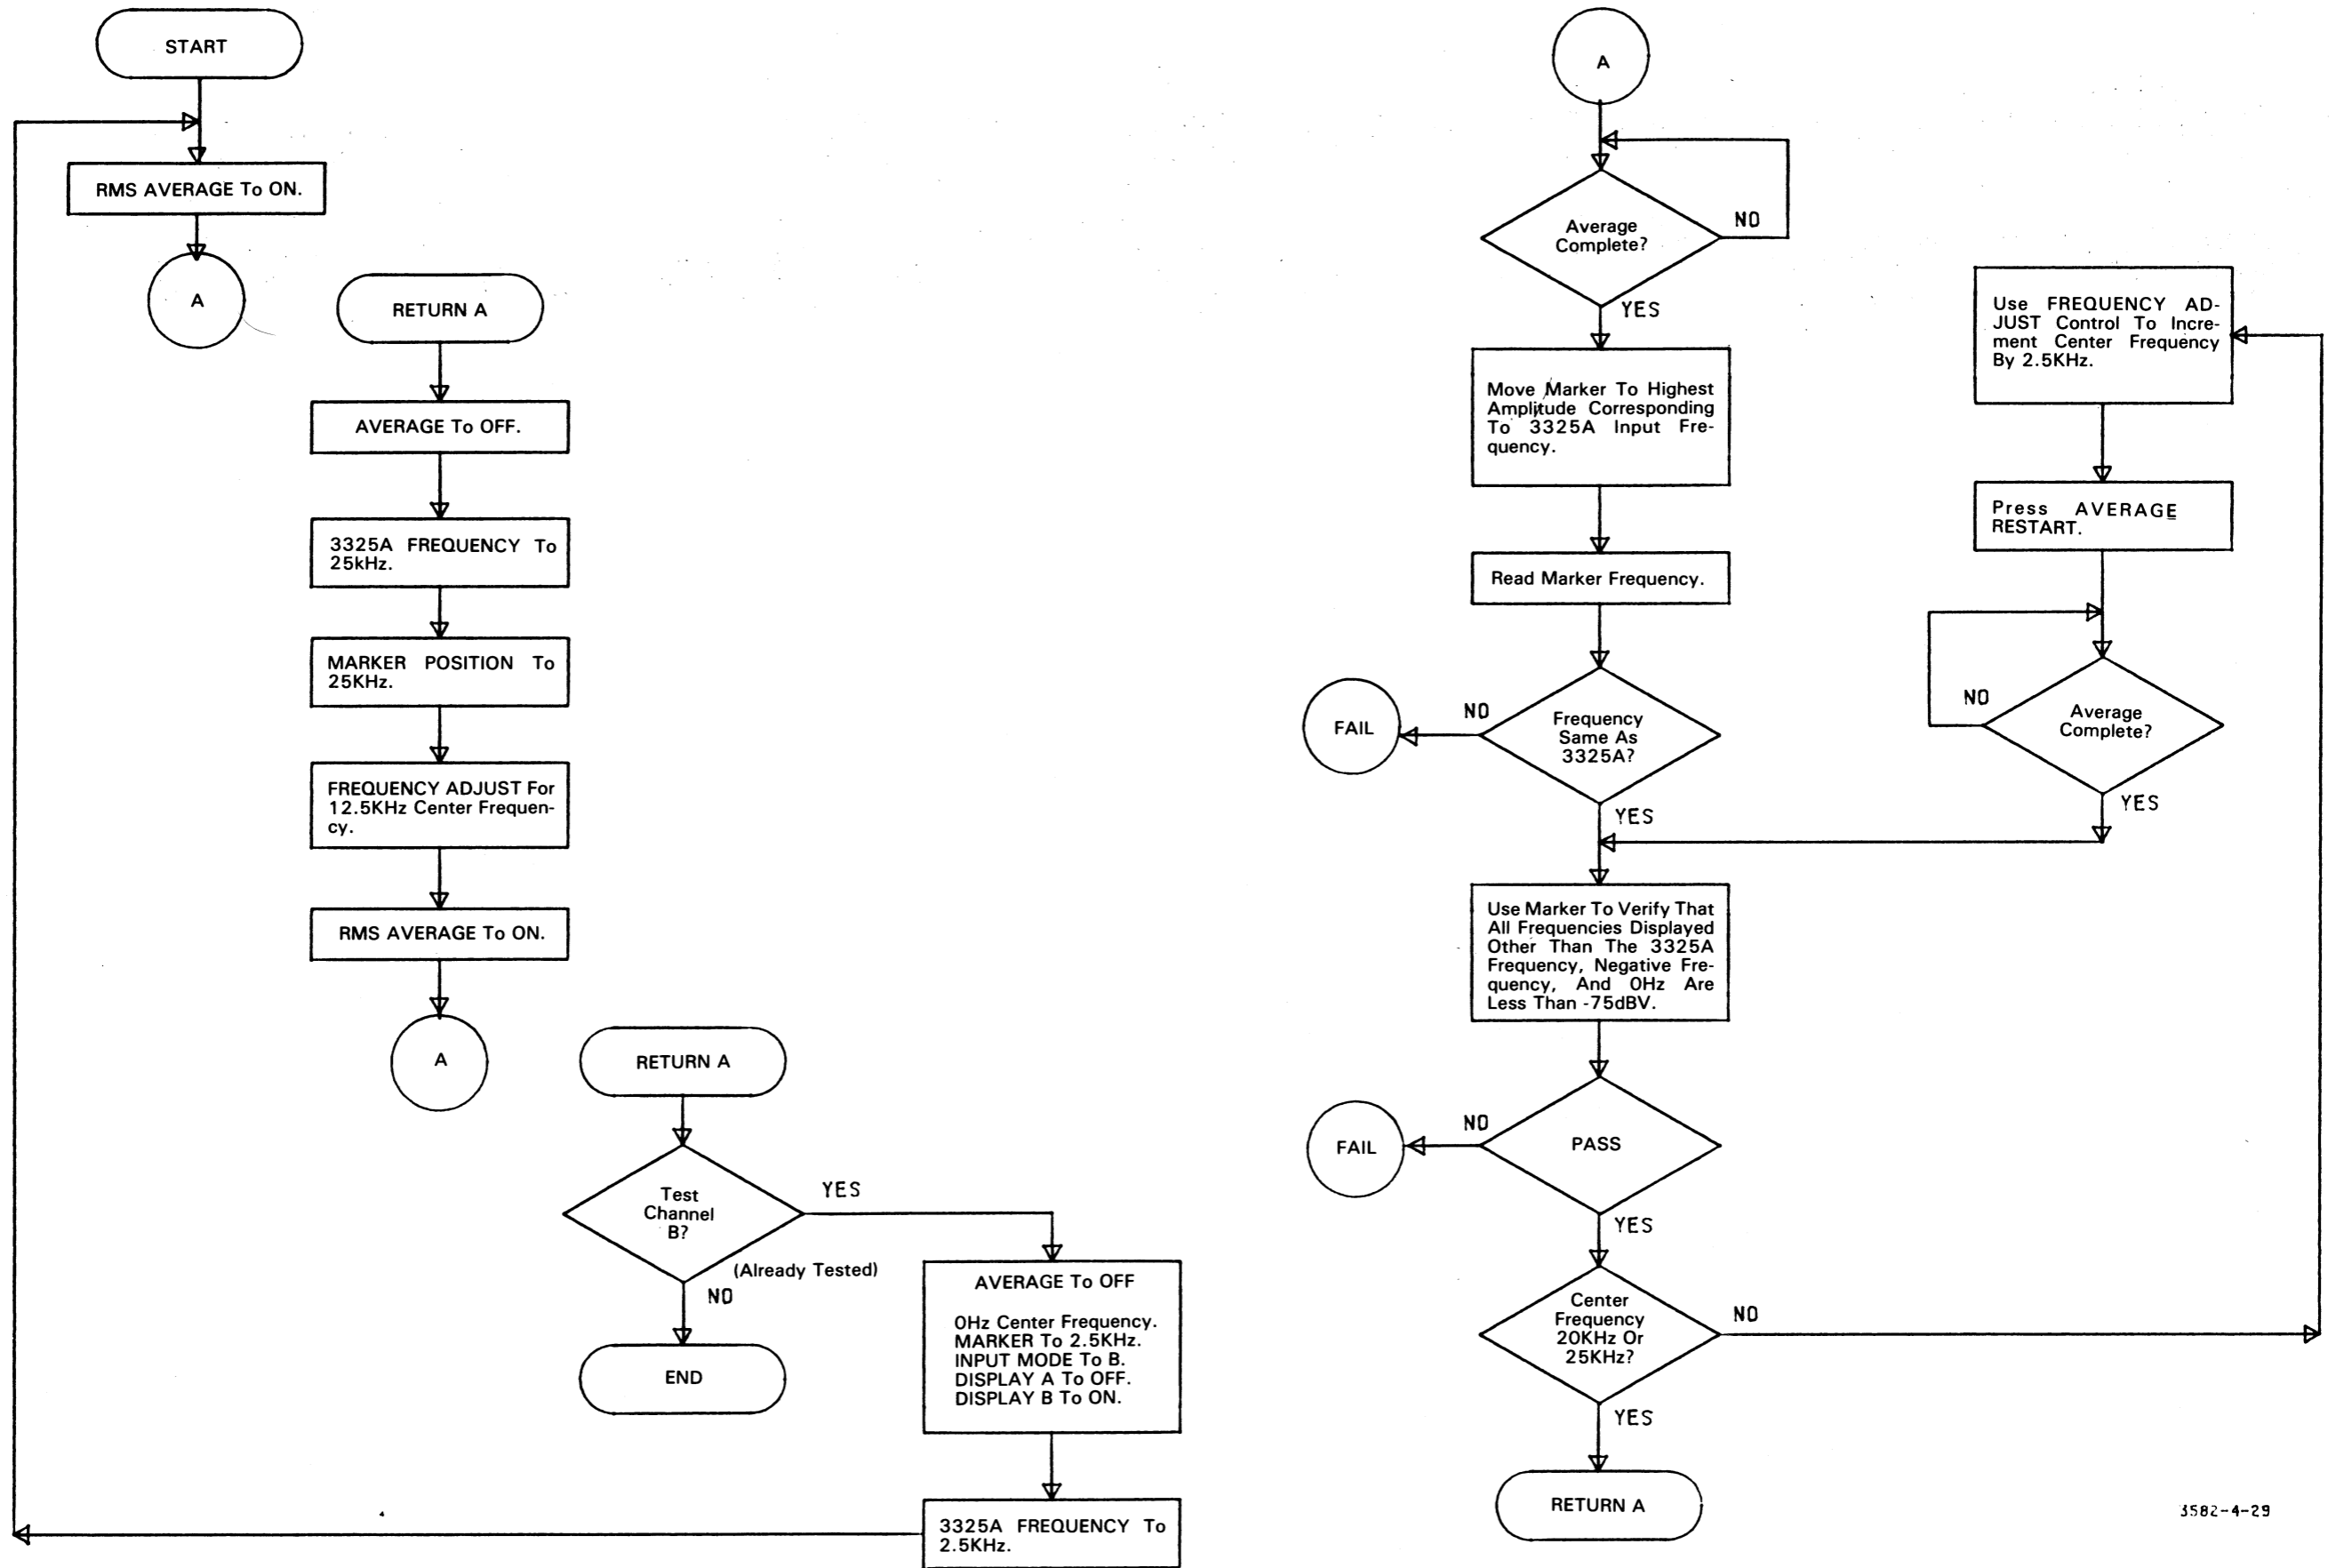 START
RMS AVERAGE To ON.
A
RETURN A
AVERAGE To OFF.
3325A FREQUENCY To
25kHz.
MARKER POSITION To
25KHz.
FREQUENCY ADJUST For
12.5KHz Center Frequen-
cy.
RMS AVERAGE To ON.
A
RETURN A
Test
Channel
B?
YES
(Already Tested)
NO
END
AVERAGE To OFF
0Hz Center Frequency.
MARKER To 2.5KHz.
INPUT MODE To B.
DISPLAY A To OFF.
DISPLAY B To ON.
3325A FREQUENCY To
2.5KHz.
A
Average
Complete?
NO
YES
Move Marker To Highest
Amplitude Corresponding
To 3325A Input Fre-
quency.
Read Marker Frequency.
Frequency
Same As
3325A?
NO
FAIL
YES
Use Marker To Verify That
All Frequencies Displayed
Other Than The 3325A
Frequency, Negative Fre-
quency, And 0Hz Are
Less Than -75dBV.
PASS
NO
FAIL
YES
Center
Frequency
20KHz Or
25KHz?
NO
YES
RETURN A
Use FREQUENCY AD-
JUST Control To Incre-
ment Center Frequency
By 2.5KHz.
Press AVERAGE
RESTART.
Average
Complete?
NO
YES
3582-4-29